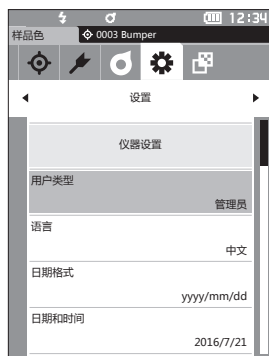 12:34
样品色 0003 Bumper
设置
仪器设置
用户类型
管理员
语言
中文
日期格式
yyyy/mm/dd
日期和时间
2016/7/21